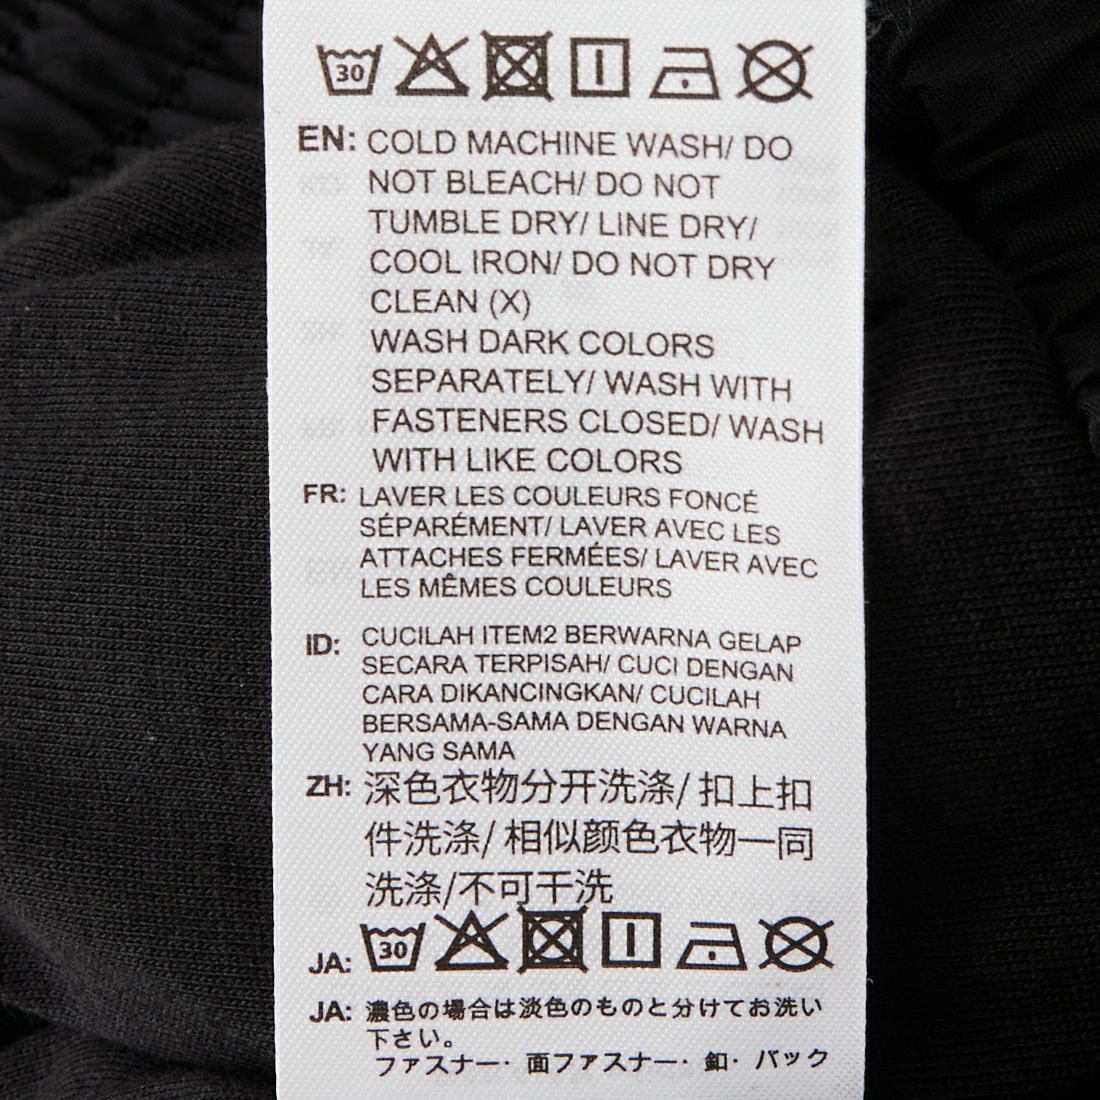 30
EN: COLD MACHINE WASH/ DO
NOT BLEACH/ DO NOT
TUMBLE DRY/ LINE DRY/
COOL IRON/ DO NOT DRY
CLEAN (X)
WASH DARK COLORS
SEPARATELY/ WASH WITH
FASTENERS CLOSED/ WASH
WITH LIKE COLORS
FR: LAVER LES COULEURS FONCÉ
SÉPARÉMENT/ LAVER AVEC LES
ATTACHES FERMÉES/ LAVER AVEC
LES MÊMES COULEURS
ID: CUCILAH ITEM2 BERWARNA GELAP
SECARA TERPISAH/ CUCI DENGAN
CARA DIKANCINGKAN/ CUCILAH
BERSAMA-SAMA DENGAN WARNA
YANG SAMA
ZH: 深色衣物分开洗涤/ 扣上扣
件洗涤/ 相似颜色衣物一同
洗涤/不可干洗
JA: 30
JA: 濃色の場合は淡色のものと分けてお洗い
下さい。
ファスナー・面ファスナー・釦・バック